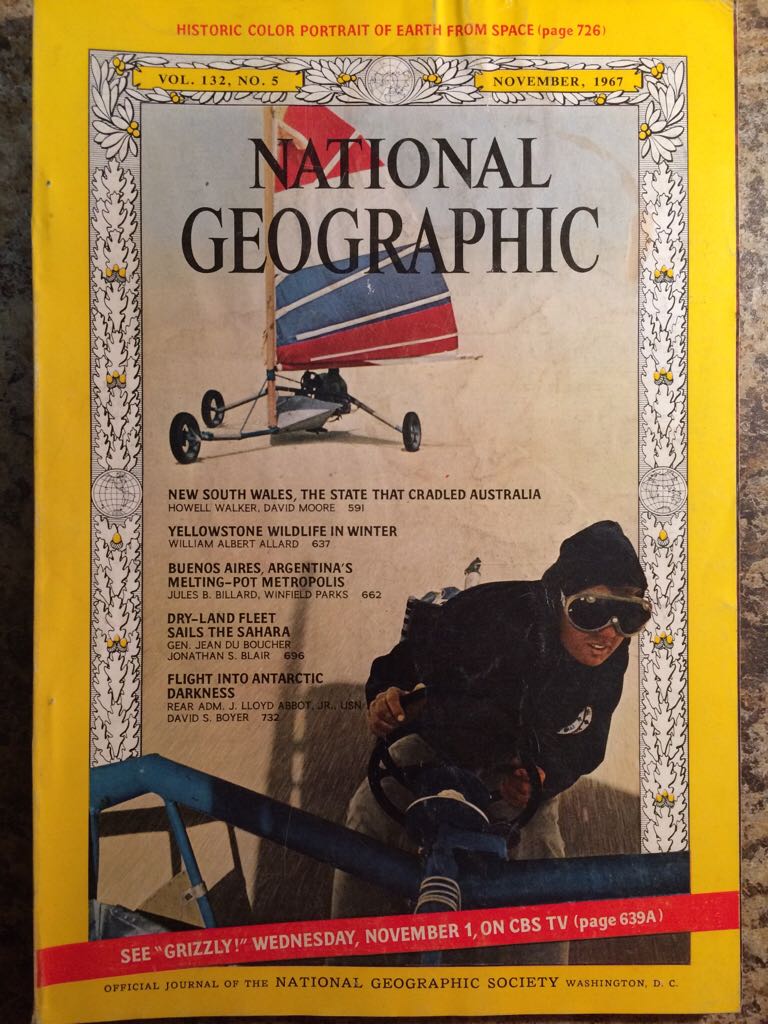 HISTORIC COLOR PORTRAIT OF EARTH FROM SPACE (page 726)
VOL. 132, NO. 5
NOVEMBER, 1967
NATIONAL
GEOGRAPHIC
NEW SOUTH WALES, THE STATE THAT CRADLED AUSTRALIA
HOWELL WALKER, DAVID MOORE 591
YELLOWSTONE WILDLIFE IN WINTER
WILLIAM ALBERT ALLARD 637
BUENOS AIRES, ARGENTINA'S
MELTING-POT METROPOLIS
JULES B. BILLARD, WINFIELD PARKS 662
DRY-LAND FLEET
SAILS THE SAHARA
GEN. JEAN DU BOUCHER
JONATHAN S. BLAIR 696
FLIGHT INTO ANTARCTIC
DARKNESS
REAR ADM. J. LLOYD ABBOT, JR., USN
DAVID S. BOYER 732
SEE "GRIZZLY!" WEDNESDAY, NOVEMBER 1, ON CBS TV (page 639A)
OFFICIAL JOURNAL OF THE NATIONAL GEOGRAPHIC SOCIETY WASHINGTON, D. C.